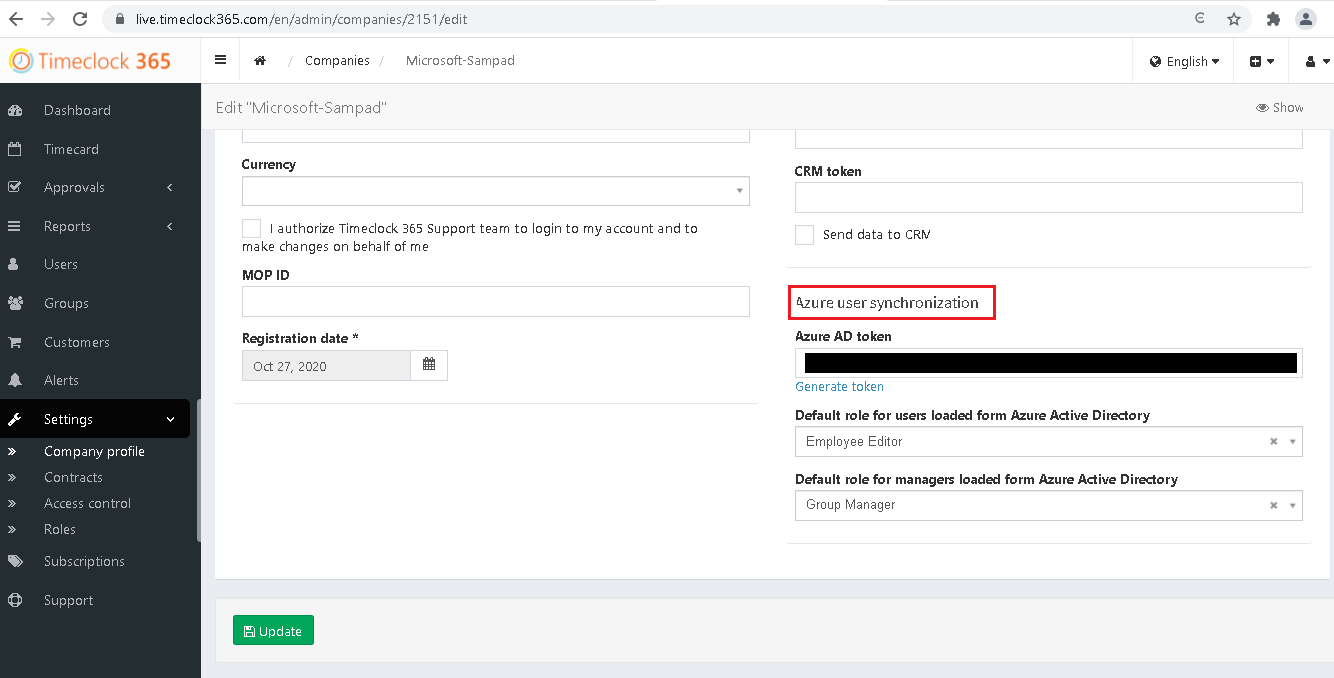 live.timeclock365.com/en/admin/companies/2151/edit
Timeclock 365
/ Companies / Microsoft-Sampad
English
Edit "Microsoft-Sampad"
Show
Dashboard
Timecard
Approvals
Reports
Users
Groups
Customers
Alerts
Settings
Company profile
Contracts
Access control
Roles
Subscriptions
Support
Currency
I authorize Timeclock 365 Support team to login to my account and to
make changes on behalf of me
MOP ID
Registration date *
Oct 27, 2020
CRM token
Send data to CRM
Azure user synchronization
Azure AD token
Generate token
Default role for users loaded form Azure Active Directory
Employee Editor
Default role for managers loaded form Azure Active Directory
Group Manager
Update